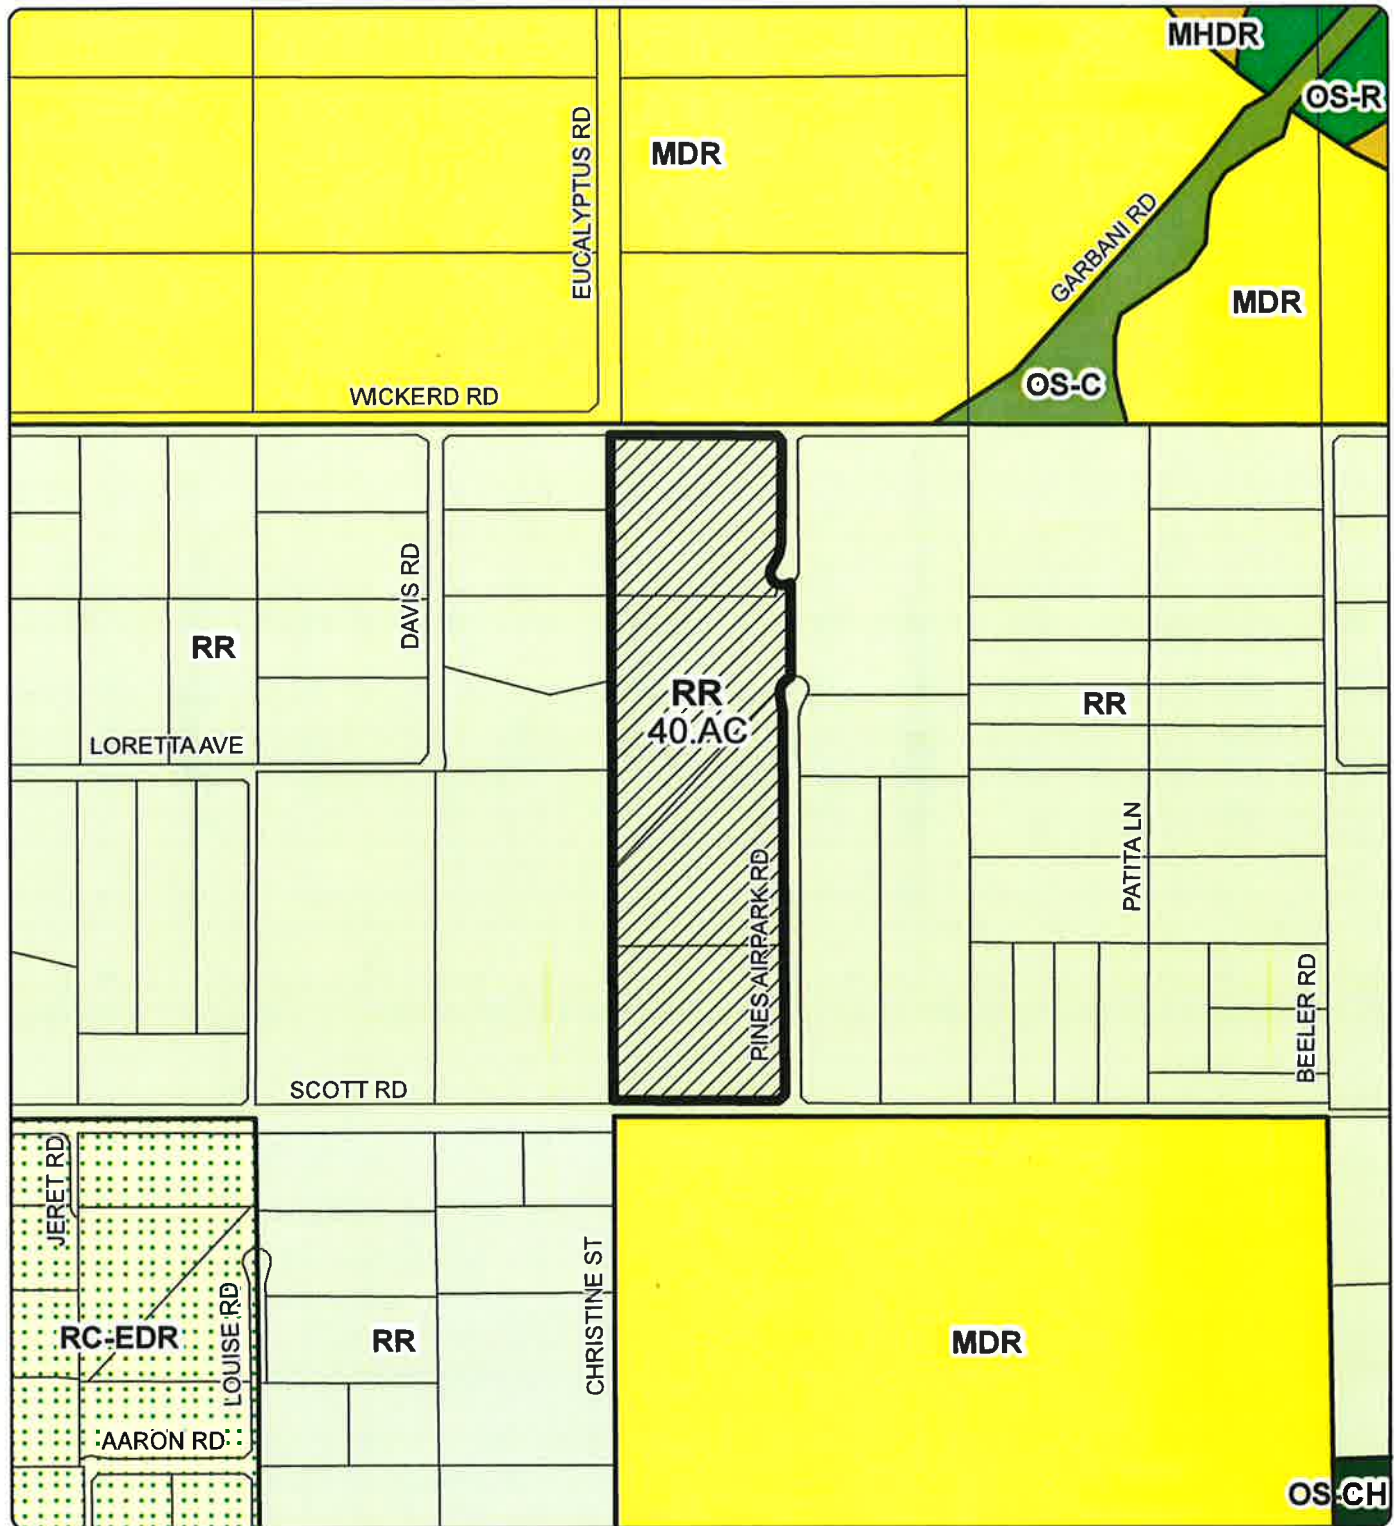 MHDR
OS-R
EUCALYPTUS RD
MDR
GARBANI RD
MDR
OS-C
WICKERD RD
DAVIS RD
RR
RR
40 AC
RR
LORETTA AVE
PATITA LN
PINES AIRPARK RD
BEELER RD
SCOTT RD
JERET RD
CHRISTINE ST
LOUISE RD
RC-EDR
RR
MDR
AARON RD
OS-CH